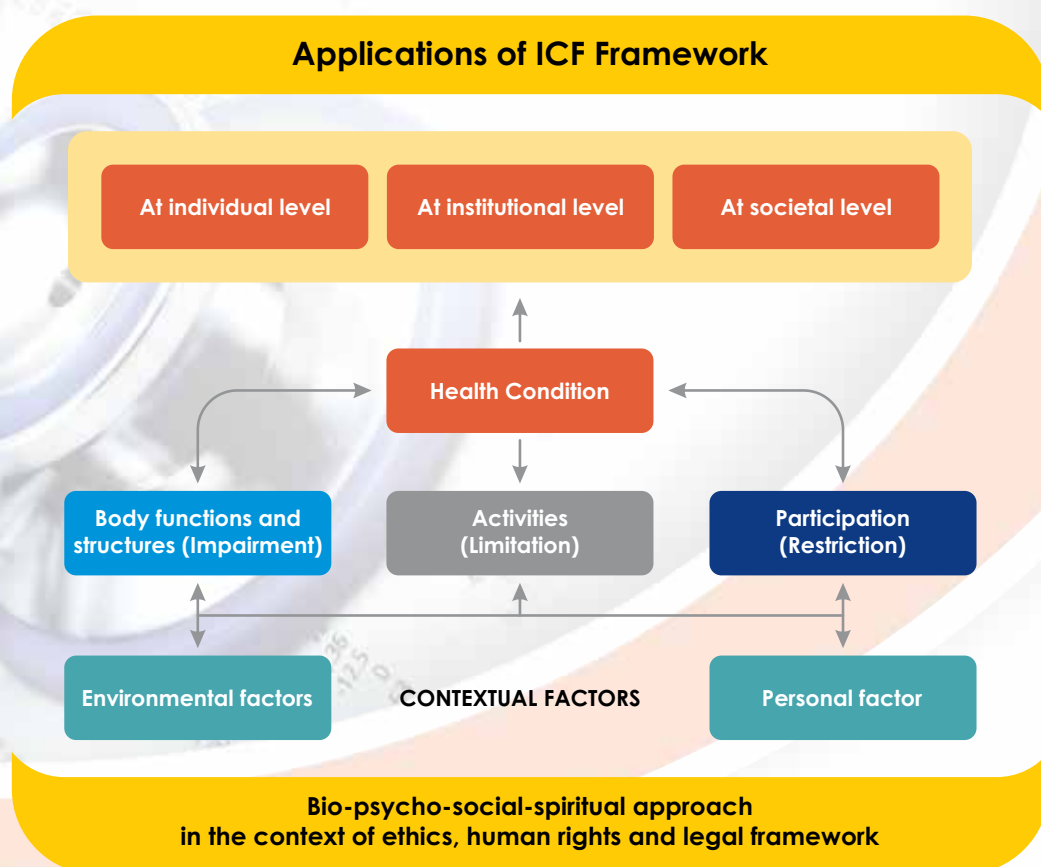 Applications of ICF Framework
At individual level
At institutional level
At societal level
Health Condition
Body functions and
structures (Impairment)
Activities
(Limitation)
Participation
(Restriction)
Environmental factors
CONTEXTUAL FACTORS
Personal factor
Bio-psycho-social-spiritual approach
in the context of ethics, human rights and legal framework